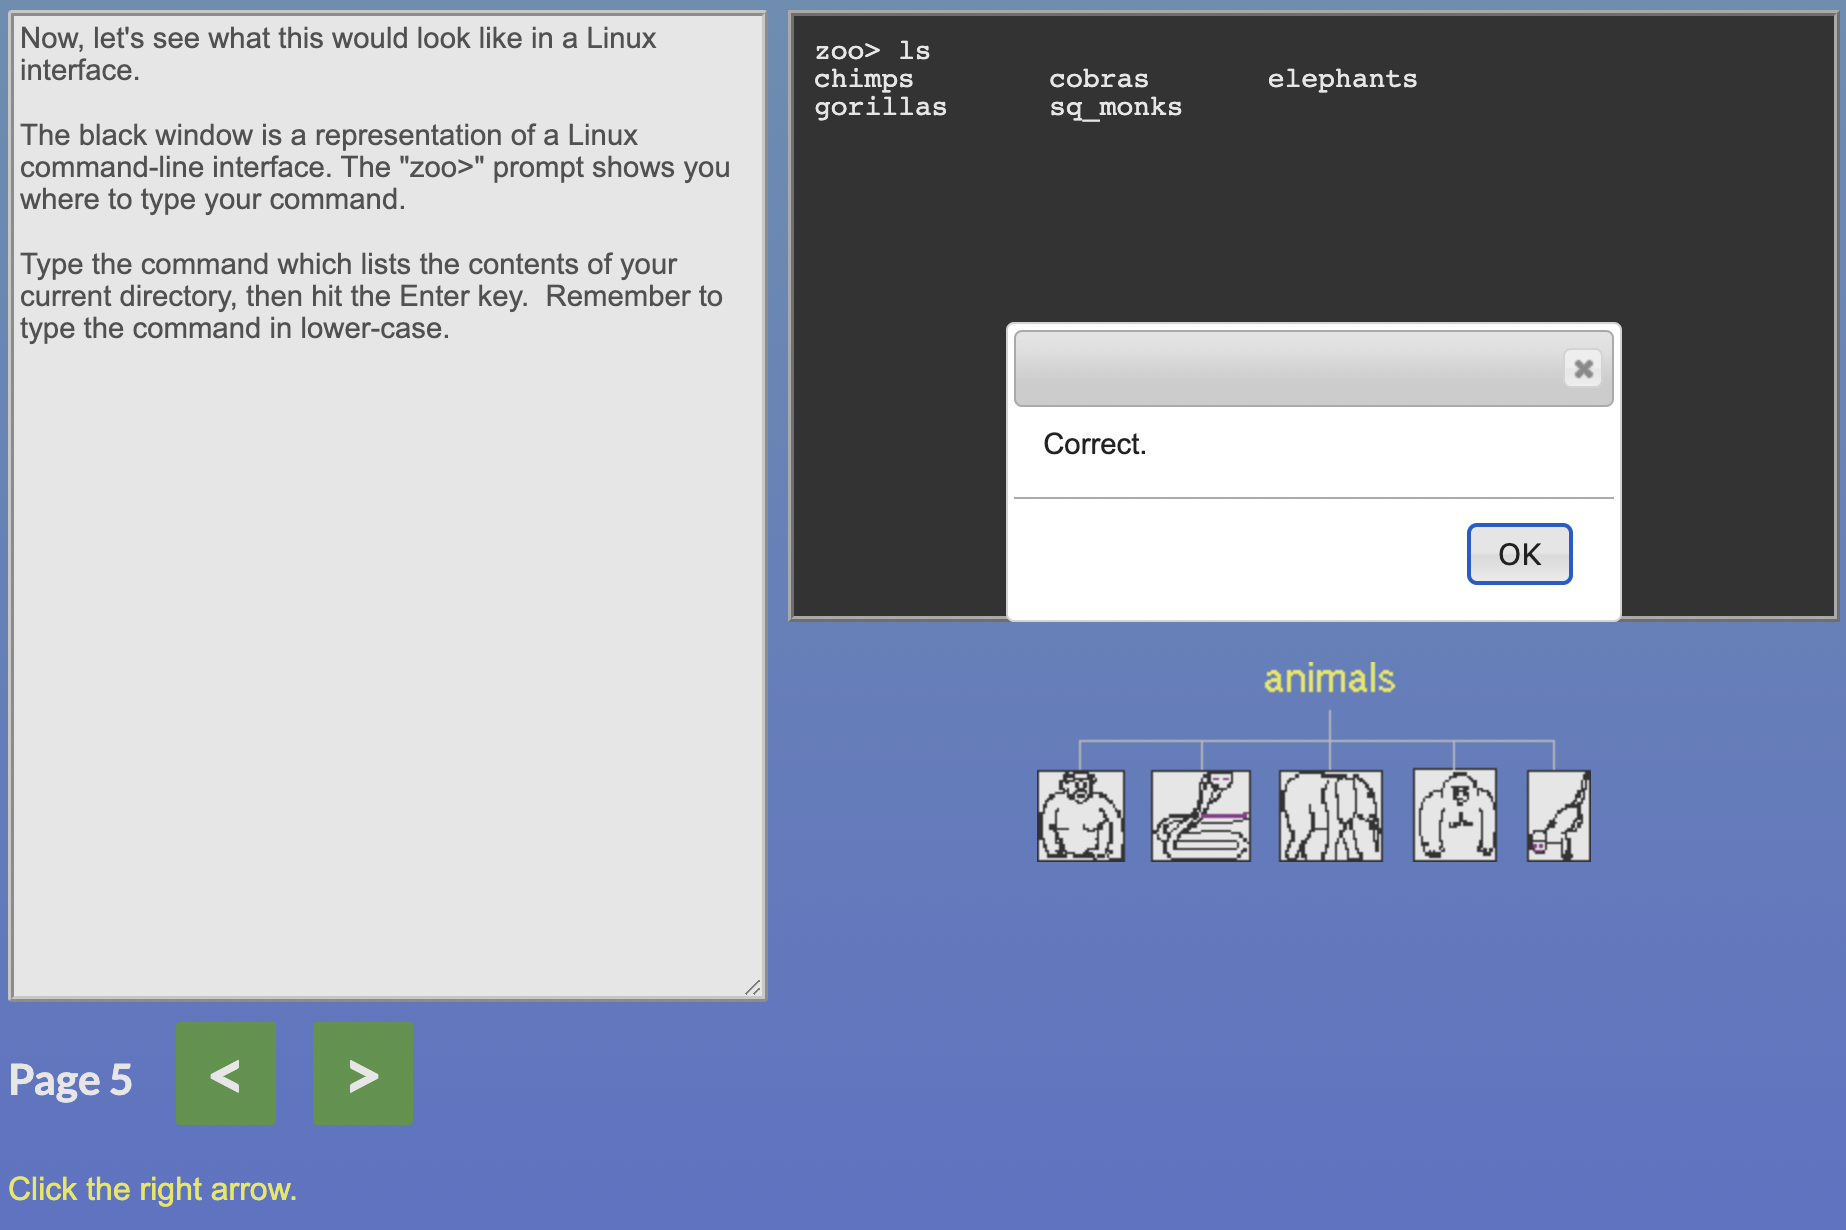 Now, let's see what this would look like in a Linux
interface.
The black window is a representation of a Linux
command-line interface. The "zoo>" prompt shows you
where to type your command.
Type the command which lists the contents of your
current directory, then hit the Enter key.  Remember to
type the command in lower-case.
zoo> ls
chimps cobras elephants
gorillas sq_monks
Correct.
OK
animals
Page 5 < >
Click the right arrow.